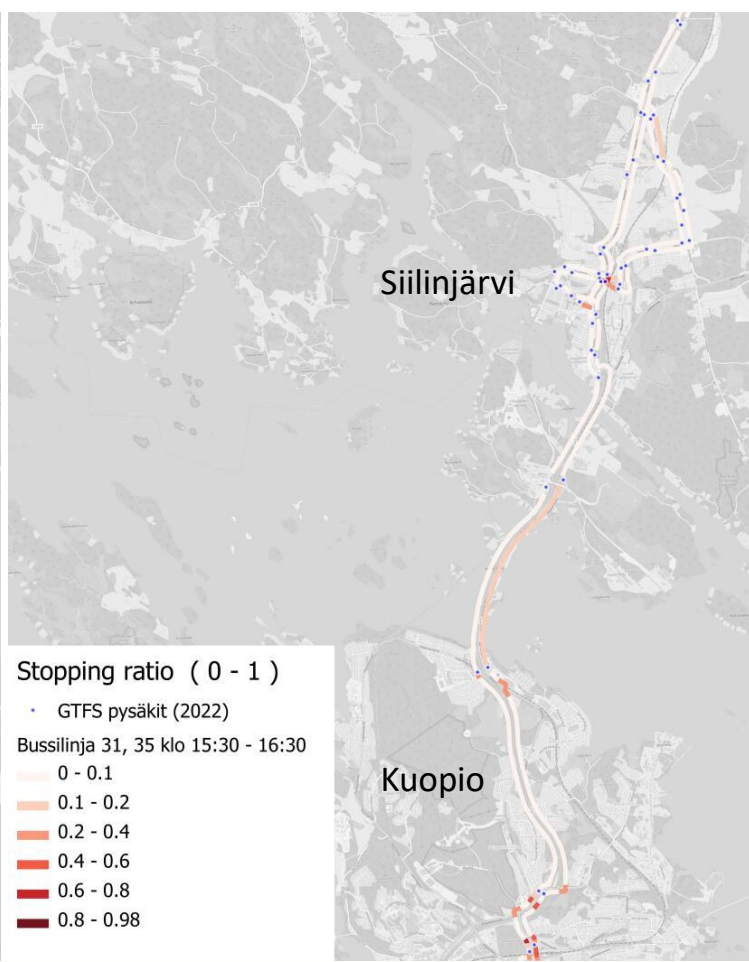 Siilinjärvi
Kuopio
Stopping ratio ( 0 - 1 )
GTFS pysäkit (2022)
Bussilinja 31, 35 klo 15:30 - 16:30
0 - 0.1
0.1 - 0.2
0.2 - 0.4
0.4 - 0.6
0.6 - 0.8
0.8 - 0.98